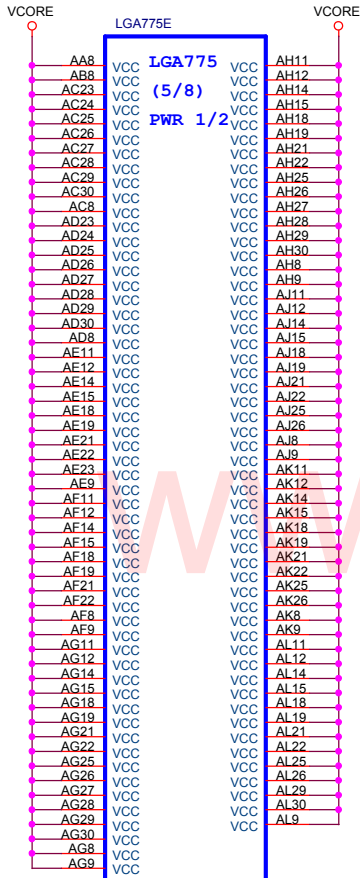 VCORE VCORE
LGA775E
LGA775
(5/8)
PWR 1/2
AA8 VCC VCC AH11
AB8 VCC VCC AH12
AC23 VCC VCC AH14
AC24 VCC VCC AH15
AC25 VCC VCC AH18
AC26 VCC VCC AH19
AC27 VCC VCC AH21
AC28 VCC VCC AH22
AC29 VCC VCC AH25
AC30 VCC VCC AH26
AC8 VCC VCC AH27
AD23 VCC VCC AH28
AD24 VCC VCC AH29
AD25 VCC VCC AH30
AD26 VCC VCC AH8
AD27 VCC VCC AH9
AD28 VCC VCC AJ11
AD29 VCC VCC AJ12
AD30 VCC VCC AJ14
AD8 VCC VCC AJ15
AE11 VCC VCC AJ18
AE12 VCC VCC AJ19
AE14 VCC VCC AJ21
AE15 VCC VCC AJ22
AE18 VCC VCC AJ25
AE19 VCC VCC AJ26
AE21 VCC VCC AJ8
AE22 VCC VCC AJ9
AE23 VCC VCC AK11
AE9 VCC VCC AK12
AF11 VCC VCC AK14
AF12 VCC VCC AK15
AF14 VCC VCC AK18
AF15 VCC VCC AK19
AF18 VCC VCC AK21
AF19 VCC VCC AK22
AF21 VCC VCC AK25
AF22 VCC VCC AK26
AF8 VCC VCC AK8
AF9 VCC VCC AK9
AG11 VCC VCC AL11
AG12 VCC VCC AL12
AG14 VCC VCC AL14
AG15 VCC VCC AL15
AG18 VCC VCC AL18
AG19 VCC VCC AL19
AG21 VCC VCC AL21
AG22 VCC VCC AL22
AG25 VCC VCC AL25
AG26 VCC VCC AL26
AG27 VCC VCC AL29
AG28 VCC VCC AL30
AG29 VCC VCC AL9
AG30 VCC
AG8 VCC
AG9 VCC